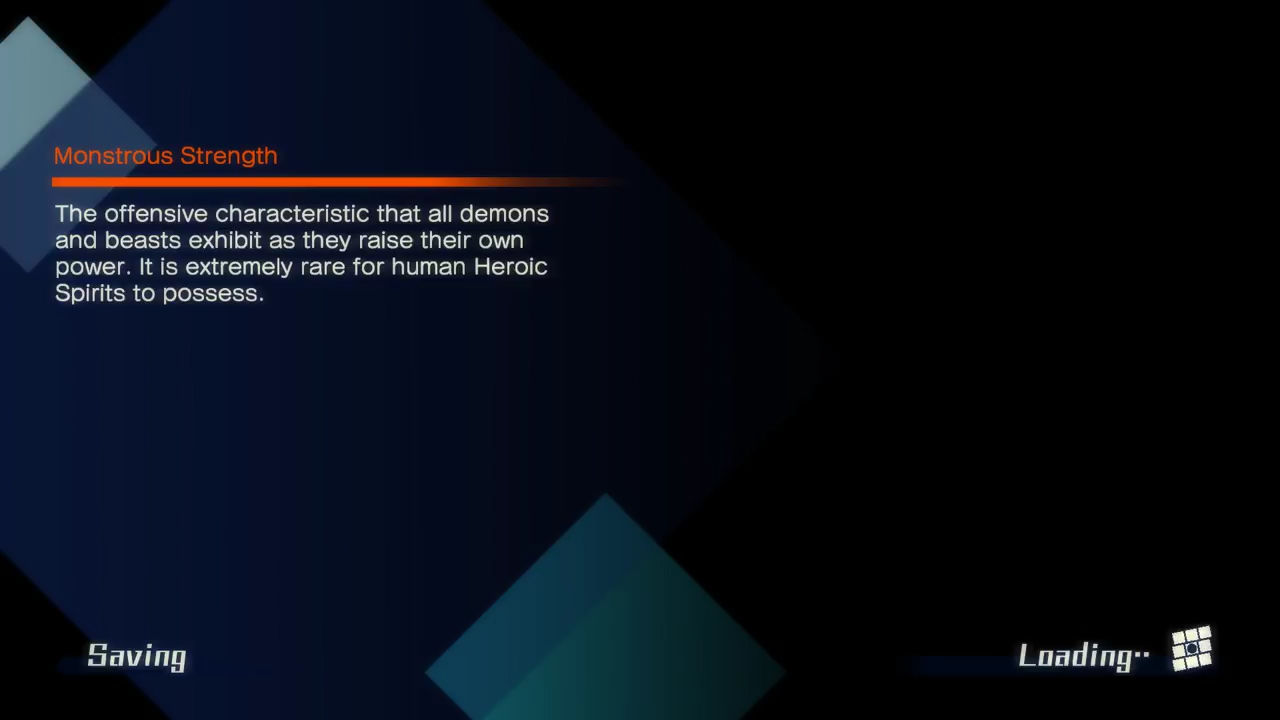 Monstrous Strength
The offensive characteristic that all demons
and beasts exhibit as they raise their own
power. It is extremely rare for human Heroic
Spirits to possess.
Saving
Loading··